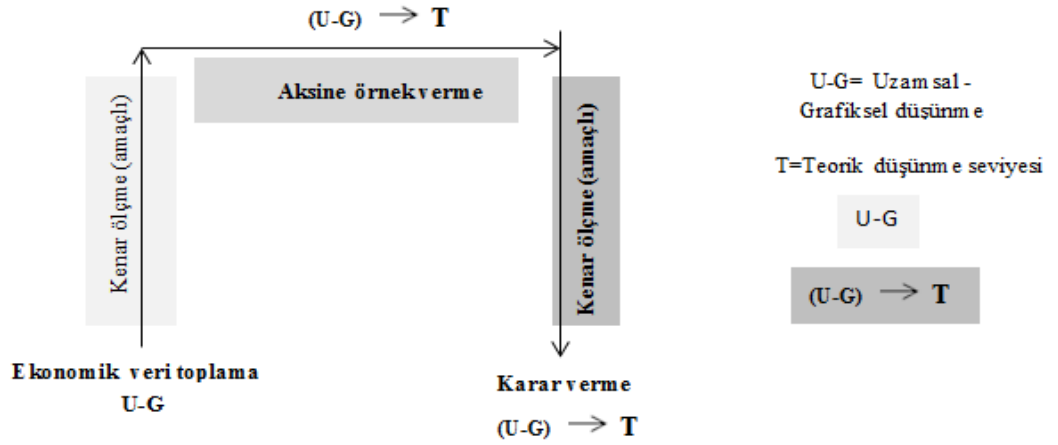 (U-G) → T
Kenar ölçme (amaçlı)
Aksine örnek verme
Kenar ölçme (amaçlı)
Ekonomik veri toplama
U-G
Karar verme
(U-G) → T
U-G= Uzamsal -
Grafiksel düşünme
T=Teorik düşünme seviyesi
U-G
(U-G) → T